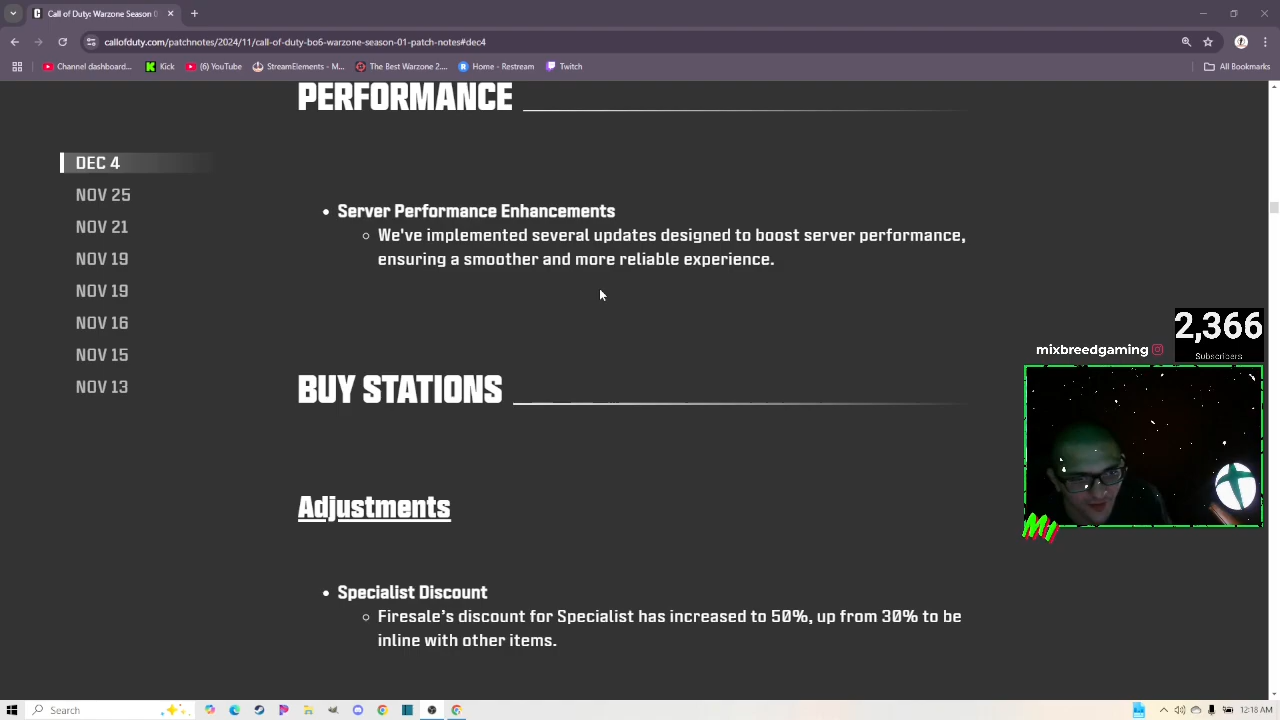 Call of Duty: Warzone Season 0
callofduty.com/patchnotes/2024/11/call-of-duty-bo6-warzone-season-01-patch-notes#dec4
Channel dashboard...
Kick
(6) YouTube
StreamElements - M...
The Best Warzone 2....
Home - Restream
Twitch
All Bookmarks
PERFORMANCE
DEC 4
NOV 25
NOV 21
NOV 19
NOV 19
NOV 16
NOV 15
NOV 13
Server Performance Enhancements
We've implemented several updates designed to boost server performance,
ensuring a smoother and more reliable experience.
BUY STATIONS
Adjustments
Specialist Discount
Firesale's discount for Specialist has increased to 50%, up from 30% to be
inline with other items.
2,366
Subscribers
mixbreedgaming
Search
12:18 AM